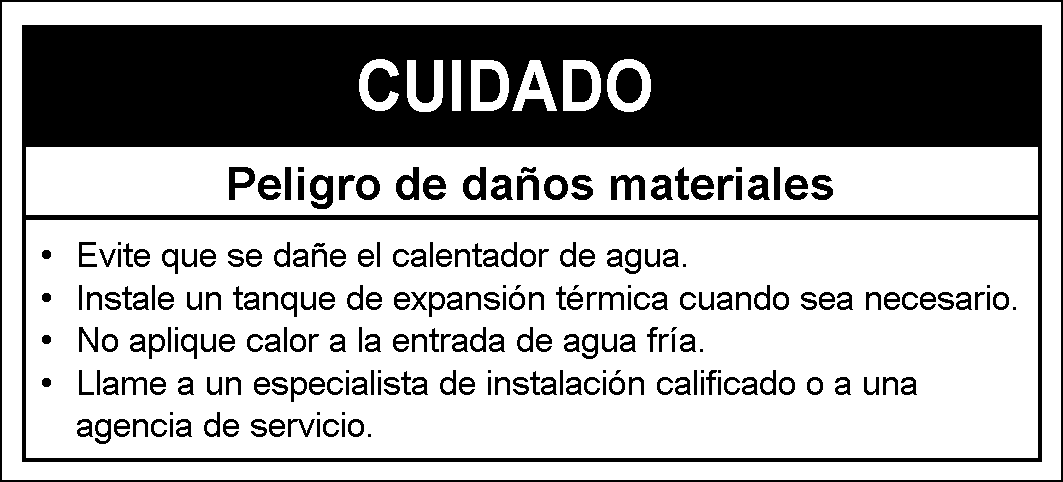 CUIDADO
Peligro de daños materiales
• Evite que se dañe el calentador de agua.
• Instale un tanque de expansión térmica cuando sea necesario.
• No aplique calor a la entrada de agua fría.
• Llame a un especialista de instalación calificado o a una
agencia de servicio.